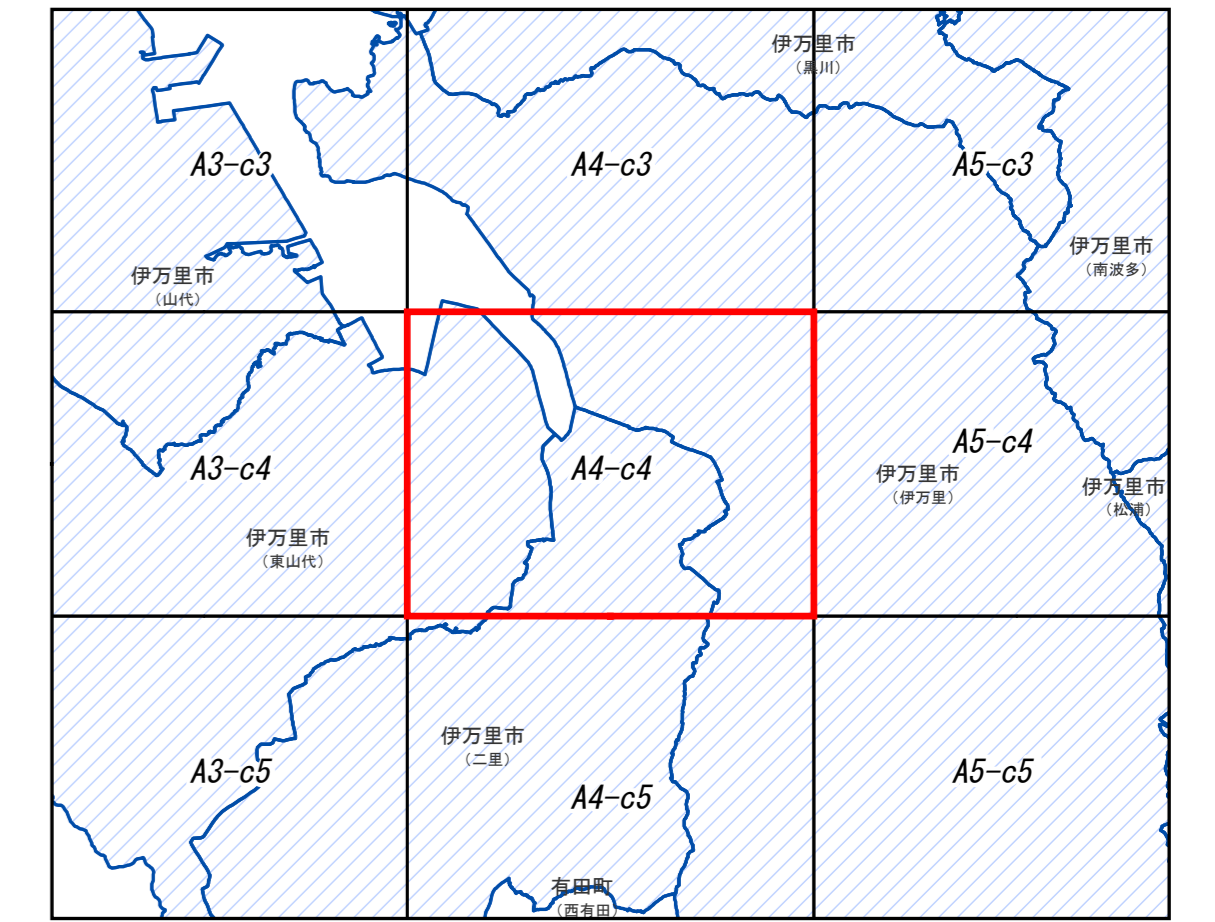 伊万里市
（黒川）
A3-c3
A4-c3
A5-c3
伊万里市
（南波多）
伊万里市
（山代）
A3-c4
A4-c4
A5-c4
伊万里市
（伊万里）
伊万里市
（松浦）
伊万里市
（東山代）
伊万里市
（二里）
A3-c5
A4-c5
A5-c5
有田町
（西有田）